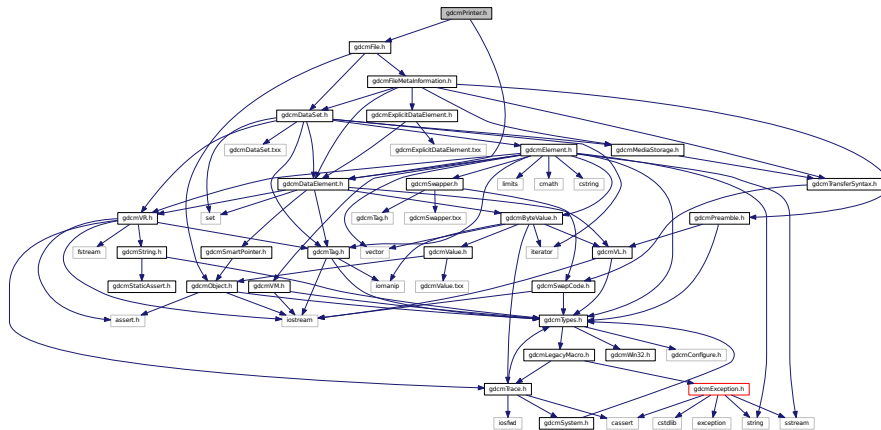 gdcmPrinter.h
gdcmFile.h
gdcmFileMetaInformation.h
gdcmDataSet.h
gdcmExplicitDataElement.h
gdcmDataSet.txx
gdcmExplicitDataElement.txx
gdcmElement.h
gdcmMediaStorage.h
gdcmDataElement.h
gdcmSwapper.h
limits
cmath
cstring
gdcmTransferSyntax.h
gdcmVR.h
set
gdcmTag.h
gdcmSwapper.txx
gdcmByteValue.h
gdcmPreamble.h
fstream
gdcmString.h
gdcmSmartPointer.h
gdcmTag.h
vector
gdcmValue.h
iterator
gdcmVL.h
gdcmStaticAssert.h
gdcmObject.h
gdcmVM.h
iomanip
gdcmValue.txx
gdcmSwapCode.h
assert.h
iostream
gdcmTypes.h
gdcmLegacyMacro.h
gdcmWin32.h
gdcmConfigure.h
gdcmTrace.h
gdcmException.h
iosfwd
gdcmSystem.h
cassert
cstdlib
exception
string
sstream